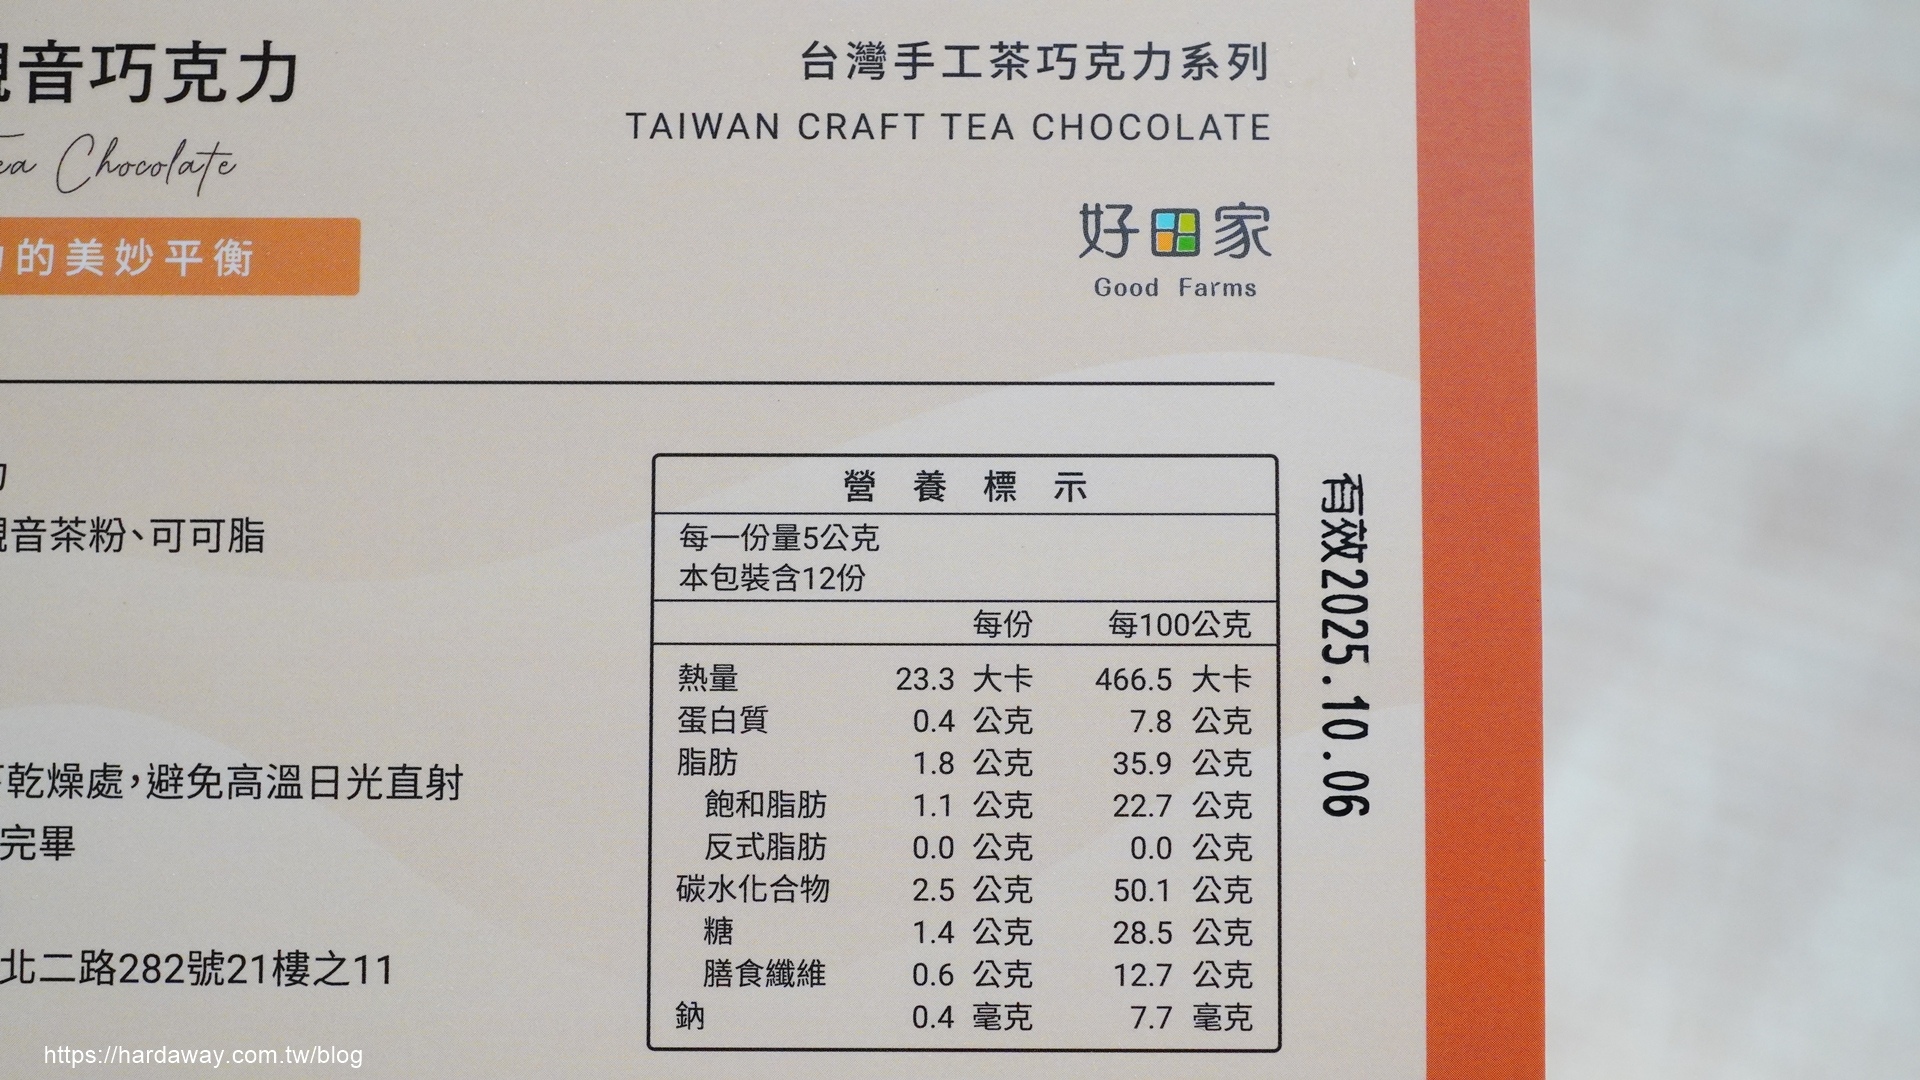 音巧克力
台灣手工茶巧克力系列
TAIWAN CRAFT TEA CHOCOLATE
Chocolate
的美妙平衡
好田家
Good Farms
音茶粉、可可脂
乾燥處，避免高溫日光直射
完畢
北二路282號21樓之11
營養標示
每一份量5公克
本包裝含12份
每份 每100公克
熱量 23.3 大卡 466.5 大卡
蛋白質 0.4 公克 7.8 公克
脂肪 1.8 公克 35.9 公克
飽和脂肪 1.1 公克 22.7 公克
反式脂肪 0.0 公克 0.0 公克
碳水化合物 2.5 公克 50.1 公克
糖 1.4 公克 28.5 公克
膳食纖維 0.6 公克 12.7 公克
鈉 0.4 毫克 7.7 毫克
有效2025.10.06
https://hardaway.com.tw/blog